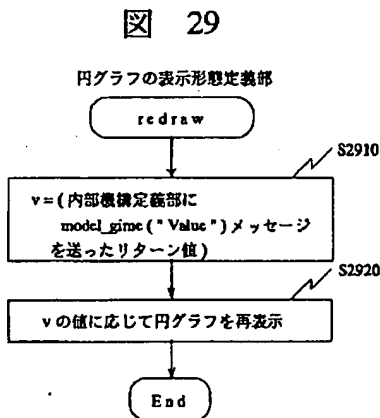 図 29
円グラフの表示形態定義部
redraw
S2910
v=(内部機構定義部に
model_gime("Value")メッセージ
を送ったリターン値)
S2920
vの値に応じて円グラフを再表示
End